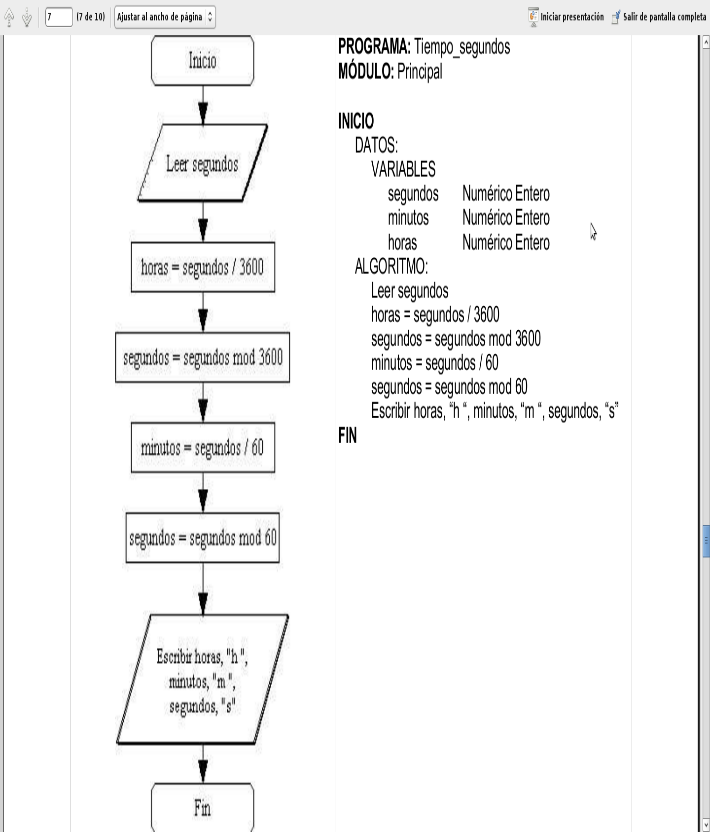 7 (7 de 10) Ajustar al ancho de página Iniciar presentación Salir de pantalla completa
Inicio
Leer segundos
horas = segundos / 3600
segundos = segundos mod 3600
minutos = segundos / 60
segundos = segundos mod 60
Escribir horas, "h ",
minutos, "m ",
segundos, "s"
Fin
PROGRAMA: Tiempo_segundos
MÓDULO: Principal
INICIO
DATOS:
VARIABLES
segundos Numérico Entero
minutos Numérico Entero
horas Numérico Entero
ALGORITMO:
Leer segundos
horas = segundos / 3600
segundos = segundos mod 3600
minutos = segundos / 60
segundos = segundos mod 60
Escribir horas, “h “, minutos, “m “, segundos, “s”
FIN